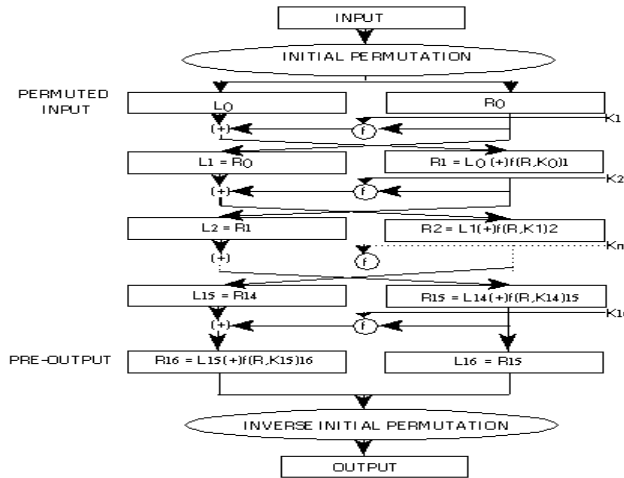 INPUT
INITIAL PERMUTATION
PERMUTED
INPUT
L0
R0
K1
(+)
f
L1 = R0
R1 = L0 (+)f(R,K0)1
K2
(+)
f
L2 = R1
R2 = L1(+)f(R,K1)2
Kn
(+)
f
L15 = R14
R15 = L14(+)f(R,K14)15
K16
(+)
f
PRE-OUTPUT
R16 = L15(+)f(R,K15)16
L16 = R15
INVERSE INITIAL PERMUTATION
OUTPUT